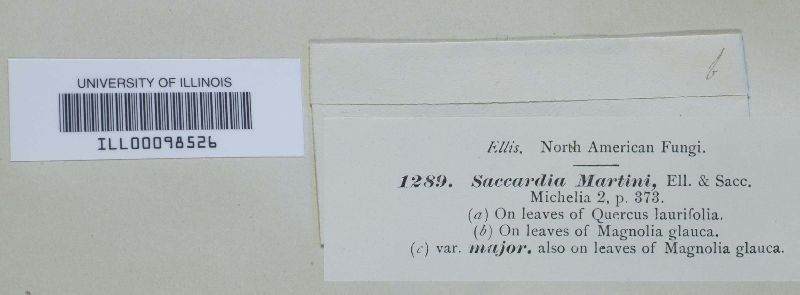 UNIVERSITY OF ILLINOIS
ILL00098526
b
Ellis, North American Fungi.
1289. Saccardia Martini, Ell. & Sacc.
Michelia 2, p. 373.
(a) On leaves of Quercus laurifolia.
(b) On leaves of Magnolia glauca.
(c) var. major. also on leaves of Magnolia glauca.